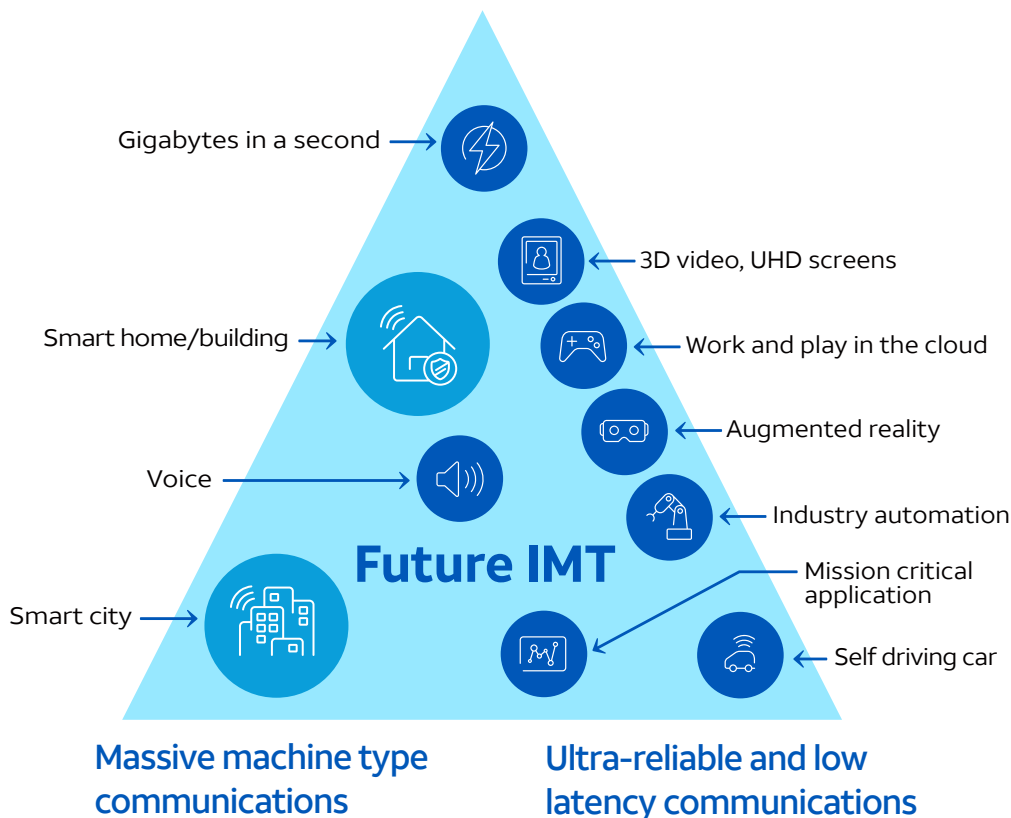 Gigabytes in a second
3D video, UHD screens
Smart home/building
Work and play in the cloud
Augmented reality
Voice
Industry automation
Future IMT
Mission critical
application
Smart city
Self driving car
Massive machine type
communications
Ultra-reliable and low
latency communications